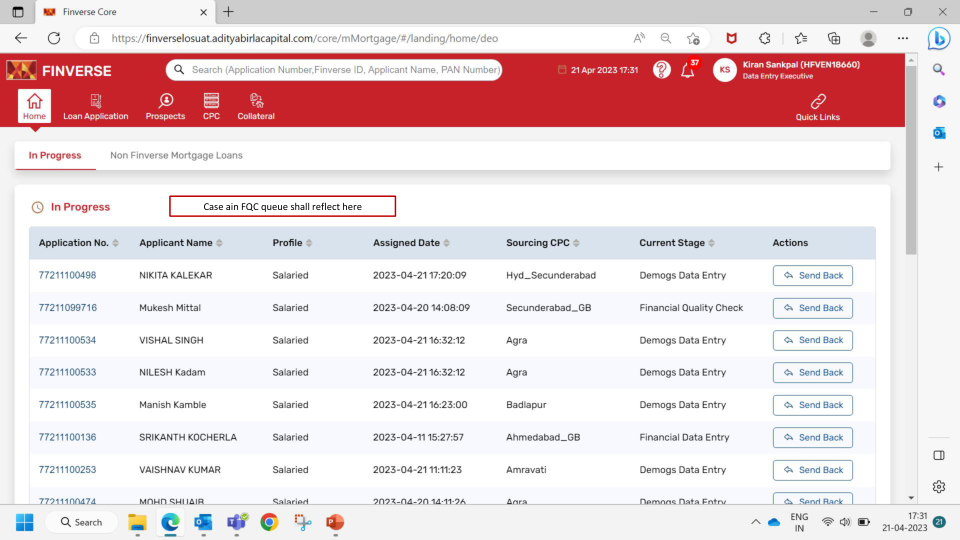 Finverse Core
https://finverselosuat.adityabirlacapital.com/core/mMortgage/#/landing/home/deo
FINVERSE
Search (Application Number,Finverse ID, Applicant Name, PAN Number)
21 Apr 2023 17:31
37
KS
Kiran Sankpal (HFVEN18660)
Data Entry Executive
Home
Loan Application
Prospects
CPC
Collateral
Quick Links
In Progress
Non Finverse Mortgage Loans
In Progress
Case ain FQC queue shall reflect here
Application No. Applicant Name Profile Assigned Date Sourcing CPC Current Stage Actions
77211100498 NIKITA KALEKAR Salaried 2023-04-21 17:20:09 Hyd_Secunderabad Demogs Data Entry Send Back
77211099716 Mukesh Mittal Salaried 2023-04-20 14:08:09 Secunderabad_GB Financial Quality Check Send Back
77211100534 VISHAL SINGH Salaried 2023-04-21 16:32:12 Agra Demogs Data Entry Send Back
77211100533 NILESH Kadam Salaried 2023-04-21 16:32:12 Agra Demogs Data Entry Send Back
77211100535 Manish Kamble Salaried 2023-04-21 16:23:00 Badlapur Demogs Data Entry Send Back
77211100136 SRIKANTH KOCHERLA Salaried 2023-04-11 15:27:57 Ahmedabad_GB Financial Data Entry Send Back
77211100253 VAISHNAV KUMAR Salaried 2023-04-21 11:11:23 Amravati Demogs Data Entry Send Back
77211100474 MOHD SHUAIB Salaried 2023-04-20 14:11:26 Agra Demogs Data Entry Send Back
Search
ENG
IN
17:31
21-04-2023
21